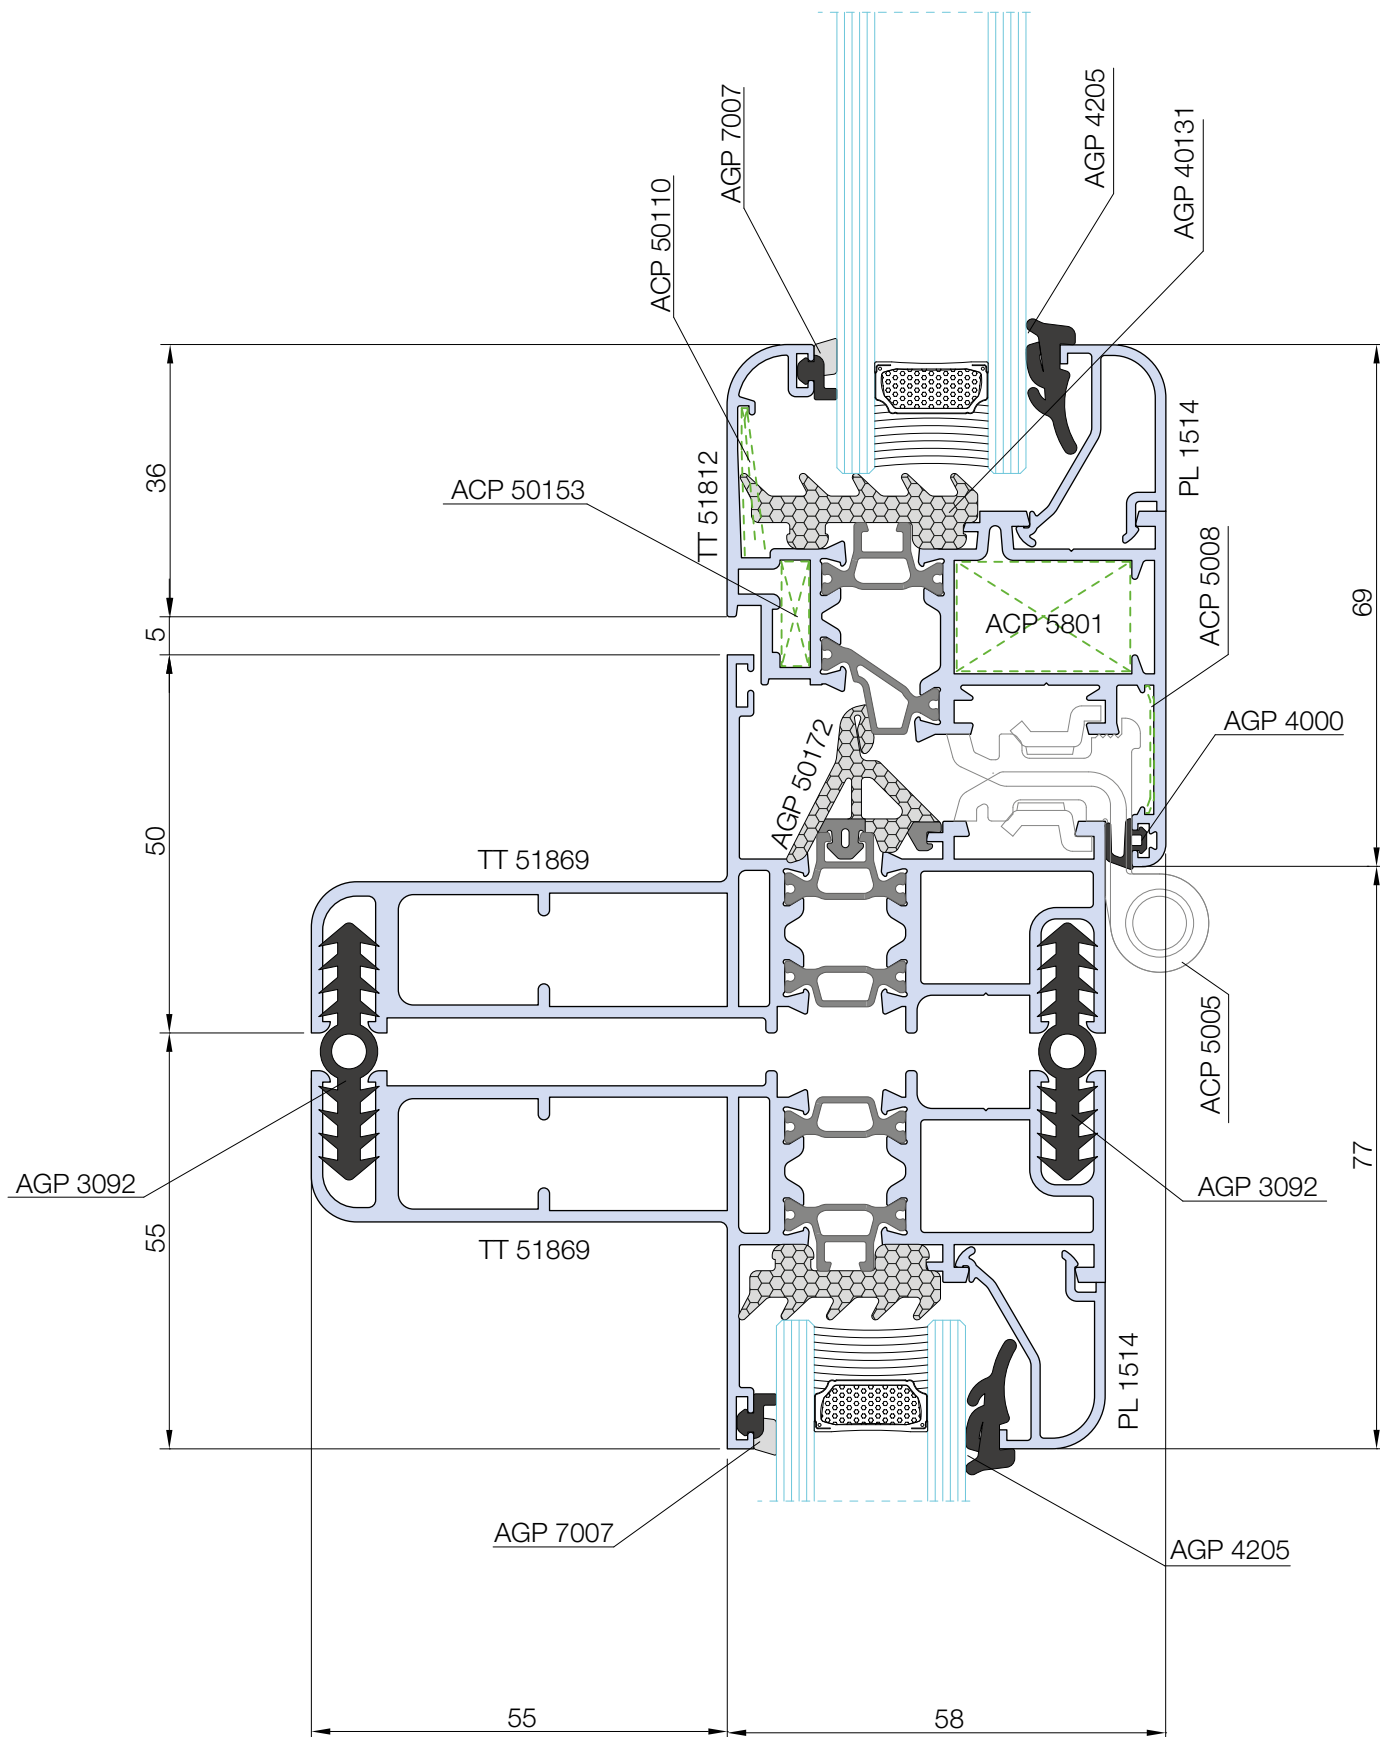 AGP 7007
AGP 4205
AGP 40131
ACP 50110
36
ACP 50153
TT 51812
PL 1514
ACP 5008
69
5
ACP 5801
AGP 4000
AGP 50172
50
TT 51869
ACP 5005
77
AGP 3092
AGP 3092
55
TT 51869
PL 1514
AGP 7007
AGP 4205
55
58